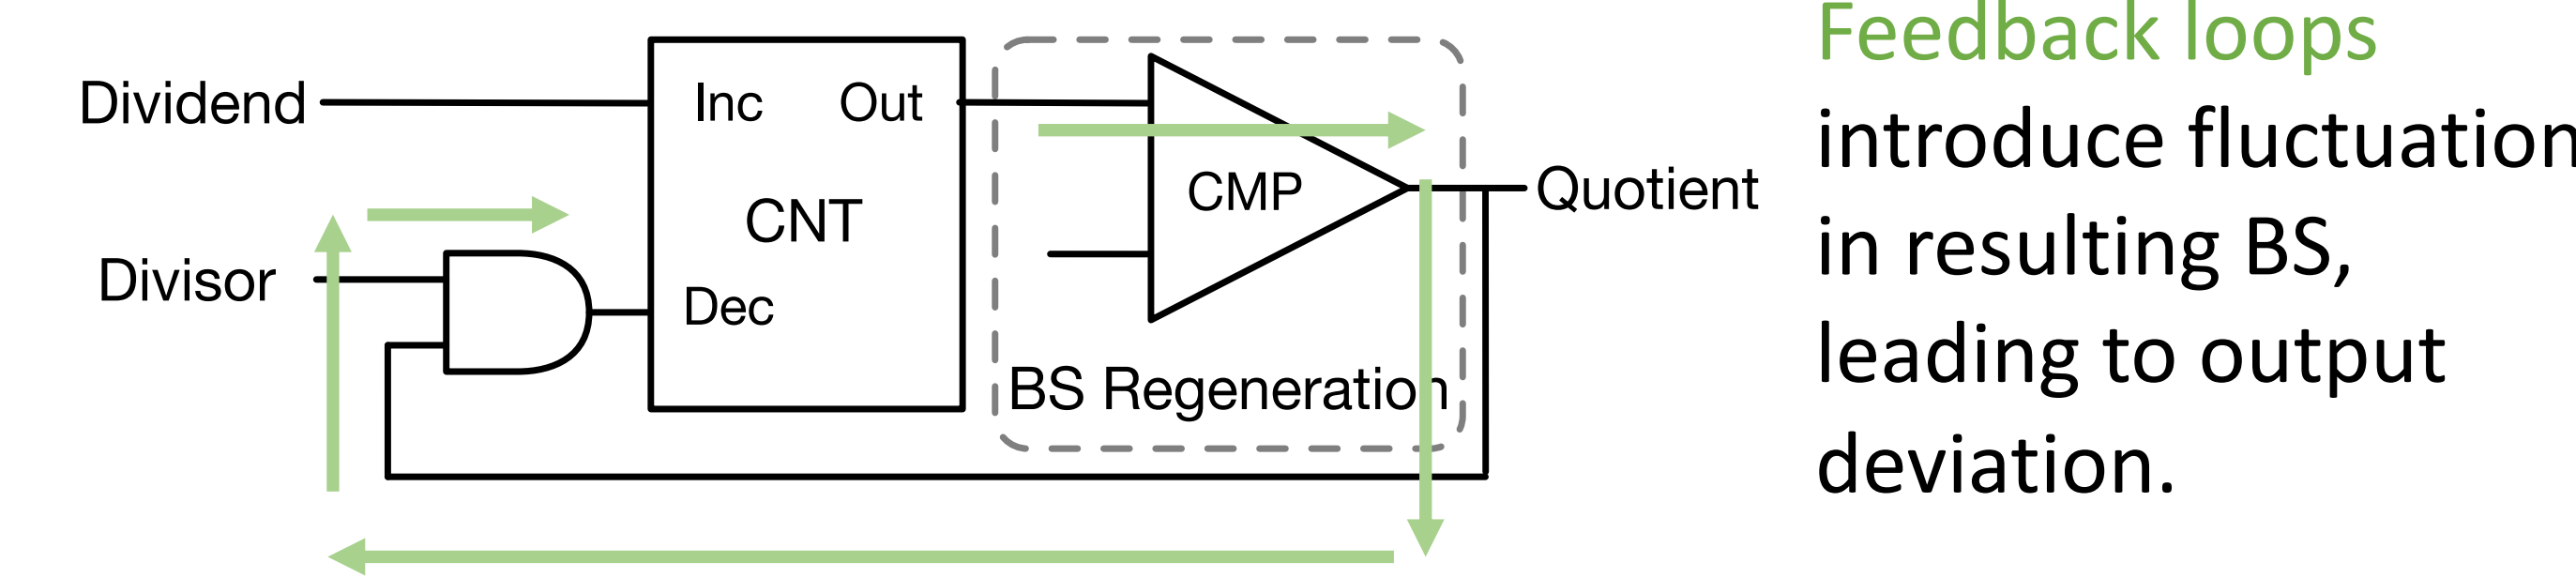 Feedback loops
introduce fluctuation
in resulting BS,
leading to output
deviation.
Dividend
Inc
Out
CNT
Dec
Divisor
CMP
BS Regeneration
Quotient